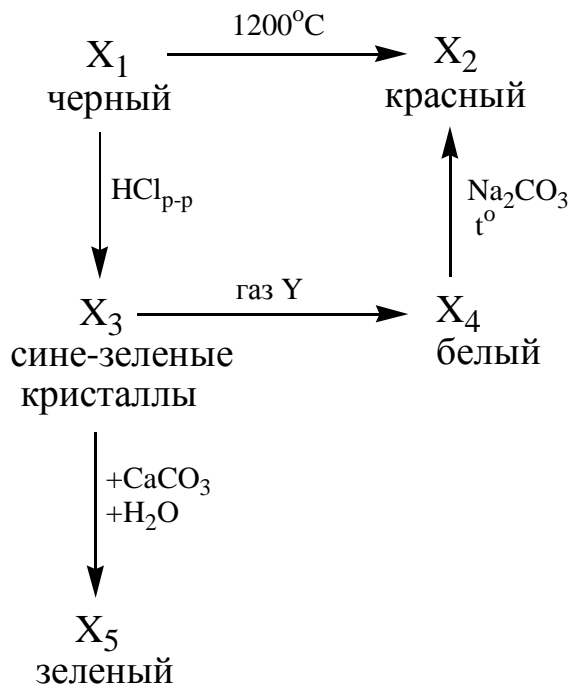 1200°C
X₁
X₂
черный
красный
HClр-р
Na₂CO₃
t°
газ Y
X₃
X₄
сине-зеленые
белый
кристаллы
+CaCO₃
+H₂O
X₅
зеленый